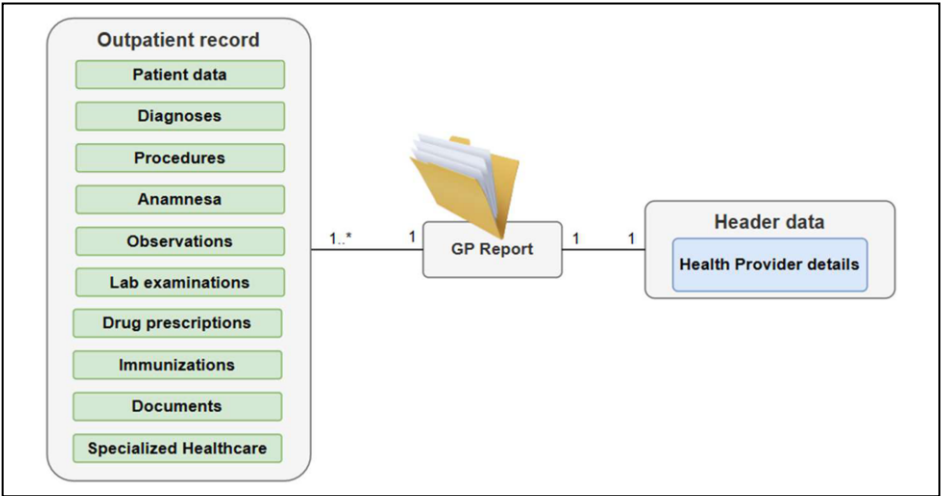 Outpatient record
Patient data
Diagnoses
Procedures
Anamnesa
Observations
Lab examinations
Drug prescriptions
Immunizations
Documents
Specialized Healthcare
1..*
1
GP Report
1
1
Header data
Health Provider details